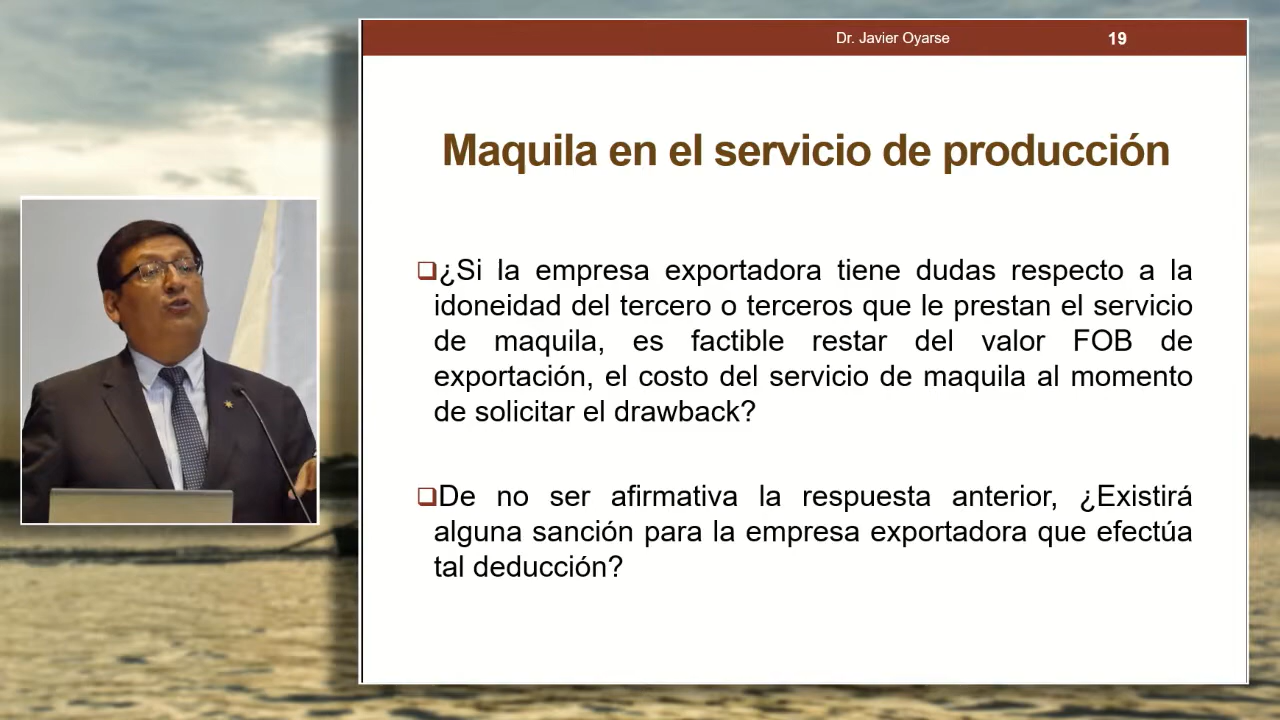 Dr. Javier Oyarse 19
Maquila en el servicio de producción
¿Si la empresa exportadora tiene dudas respecto a la
idoneidad del tercero o terceros que le prestan el servicio
de maquila, es factible restar del valor FOB de
exportación, el costo del servicio de maquila al momento
de solicitar el drawback?
De no ser afirmativa la respuesta anterior, ¿Existirá
alguna sanción para la empresa exportadora que efectúa
tal deducción?